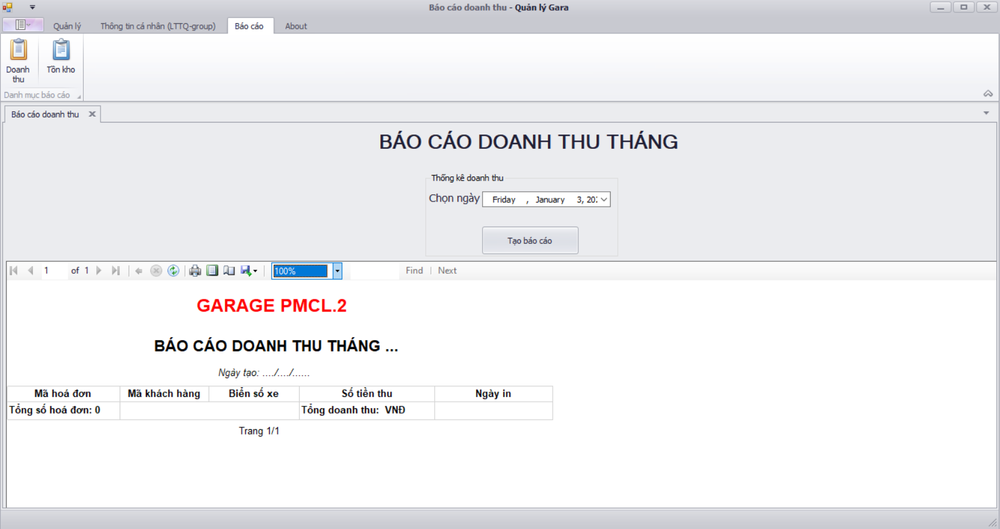 Báo cáo doanh thu - Quản lý Gara
Quản lý
Thông tin cá nhân (LTTQ-group)
Báo cáo
About
Doanh thu
Tồn kho
Danh mục báo cáo
Báo cáo doanh thu
BÁO CÁO DOANH THU THÁNG
Thống kê doanh thu
Chọn ngày
Friday , January 3, 20
Tạo báo cáo
1 of 1
100%
Find | Next
GARAGE PMCL.2
BÁO CÁO DOANH THU THÁNG ...
Ngày tạo: ..../..../......
Mã hoá đơn Mã khách hàng Biển số xe Số tiền thu Ngày in
Tổng số hoá đơn: 0 Tổng doanh thu: VNĐ
Trang 1/1